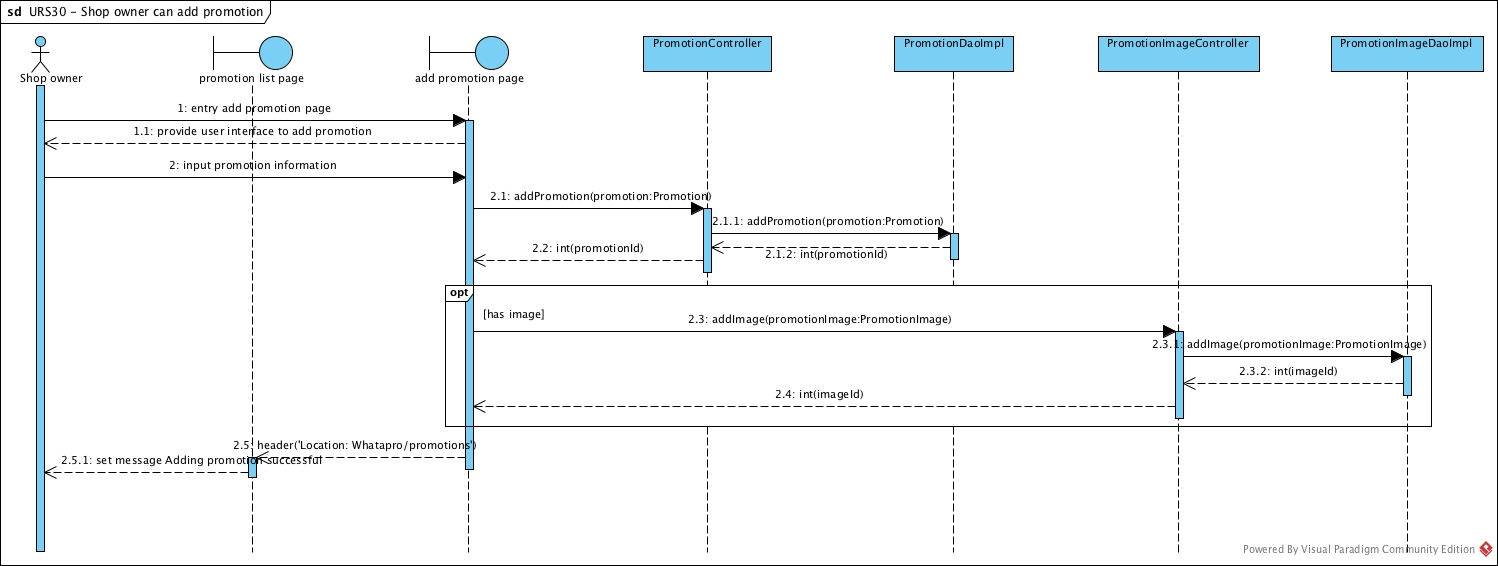 sd URS30 – Shop owner can add promotion
Shop owner
promotion list page
add promotion page
PromotionController
PromotionDaoImpl
PromotionImageController
PromotionImageDaoImpl
1: entry add promotion page
1.1: provide user interface to add promotion
2: input promotion information
2.1: addPromotion(promotion:Promotion)
2.1.1: addPromotion(promotion:Promotion)
2.2: int(promotionId)
2.1.2: int(promotionId)
opt
[has image]
2.3: addImage(promotionImage:PromotionImage)
2.3.1: addImage(promotionImage:PromotionImage)
2.3.2: int(imageId)
2.4: int(imageId)
2.5: header('Location: Whatapro/promotions')
2.5.1: set message Adding promotion successful
Powered By Visual Paradigm Community Edition